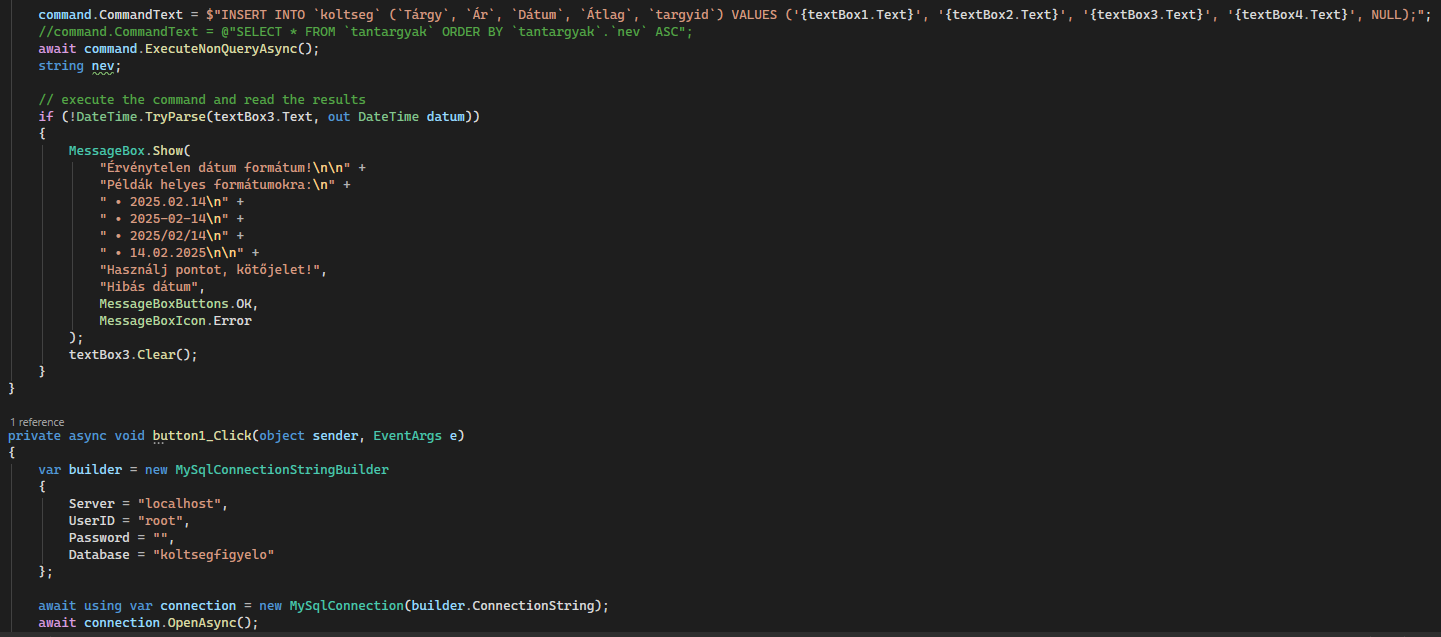 command.CommandText = $"INSERT INTO `koltseg` (`Tárgy`, `Ár`, `Dátum`, `Átlag`, `targyid`) VALUES ('{textBox1.Text}', '{textBox2.Text}', '{textBox3.Text}', '{textBox4.Text}', NULL);";
//command.CommandText = @"SELECT * FROM `tantargyak` ORDER BY `tantargyak`.`nev` ASC";
await command.ExecuteNonQueryAsync();
string nev;
// execute the command and read the results
if (!DateTime.TryParse(textBox3.Text, out DateTime datum))
{
MessageBox.Show(
"Érvénytelen dátum formátum!\n\n" +
"Példák helyes formátumokra:\n" +
" • 2025.02.14\n" +
" • 2025-02-14\n" +
" • 2025/02/14\n" +
" • 14.02.2025\n\n" +
"Használj pontot, kötőjelet!",
"Hibás dátum",
MessageBoxButtons.OK,
MessageBoxIcon.Error
);
textBox3.Clear();
}
}
1 reference
private async void button1_Click(object sender, EventArgs e)
{
var builder = new MySqlConnectionStringBuilder
{
Server = "localhost",
UserID = "root",
Password = "",
Database = "koltsegfigyelo"
};
await using var connection = new MySqlConnection(builder.ConnectionString);
await connection.OpenAsync();